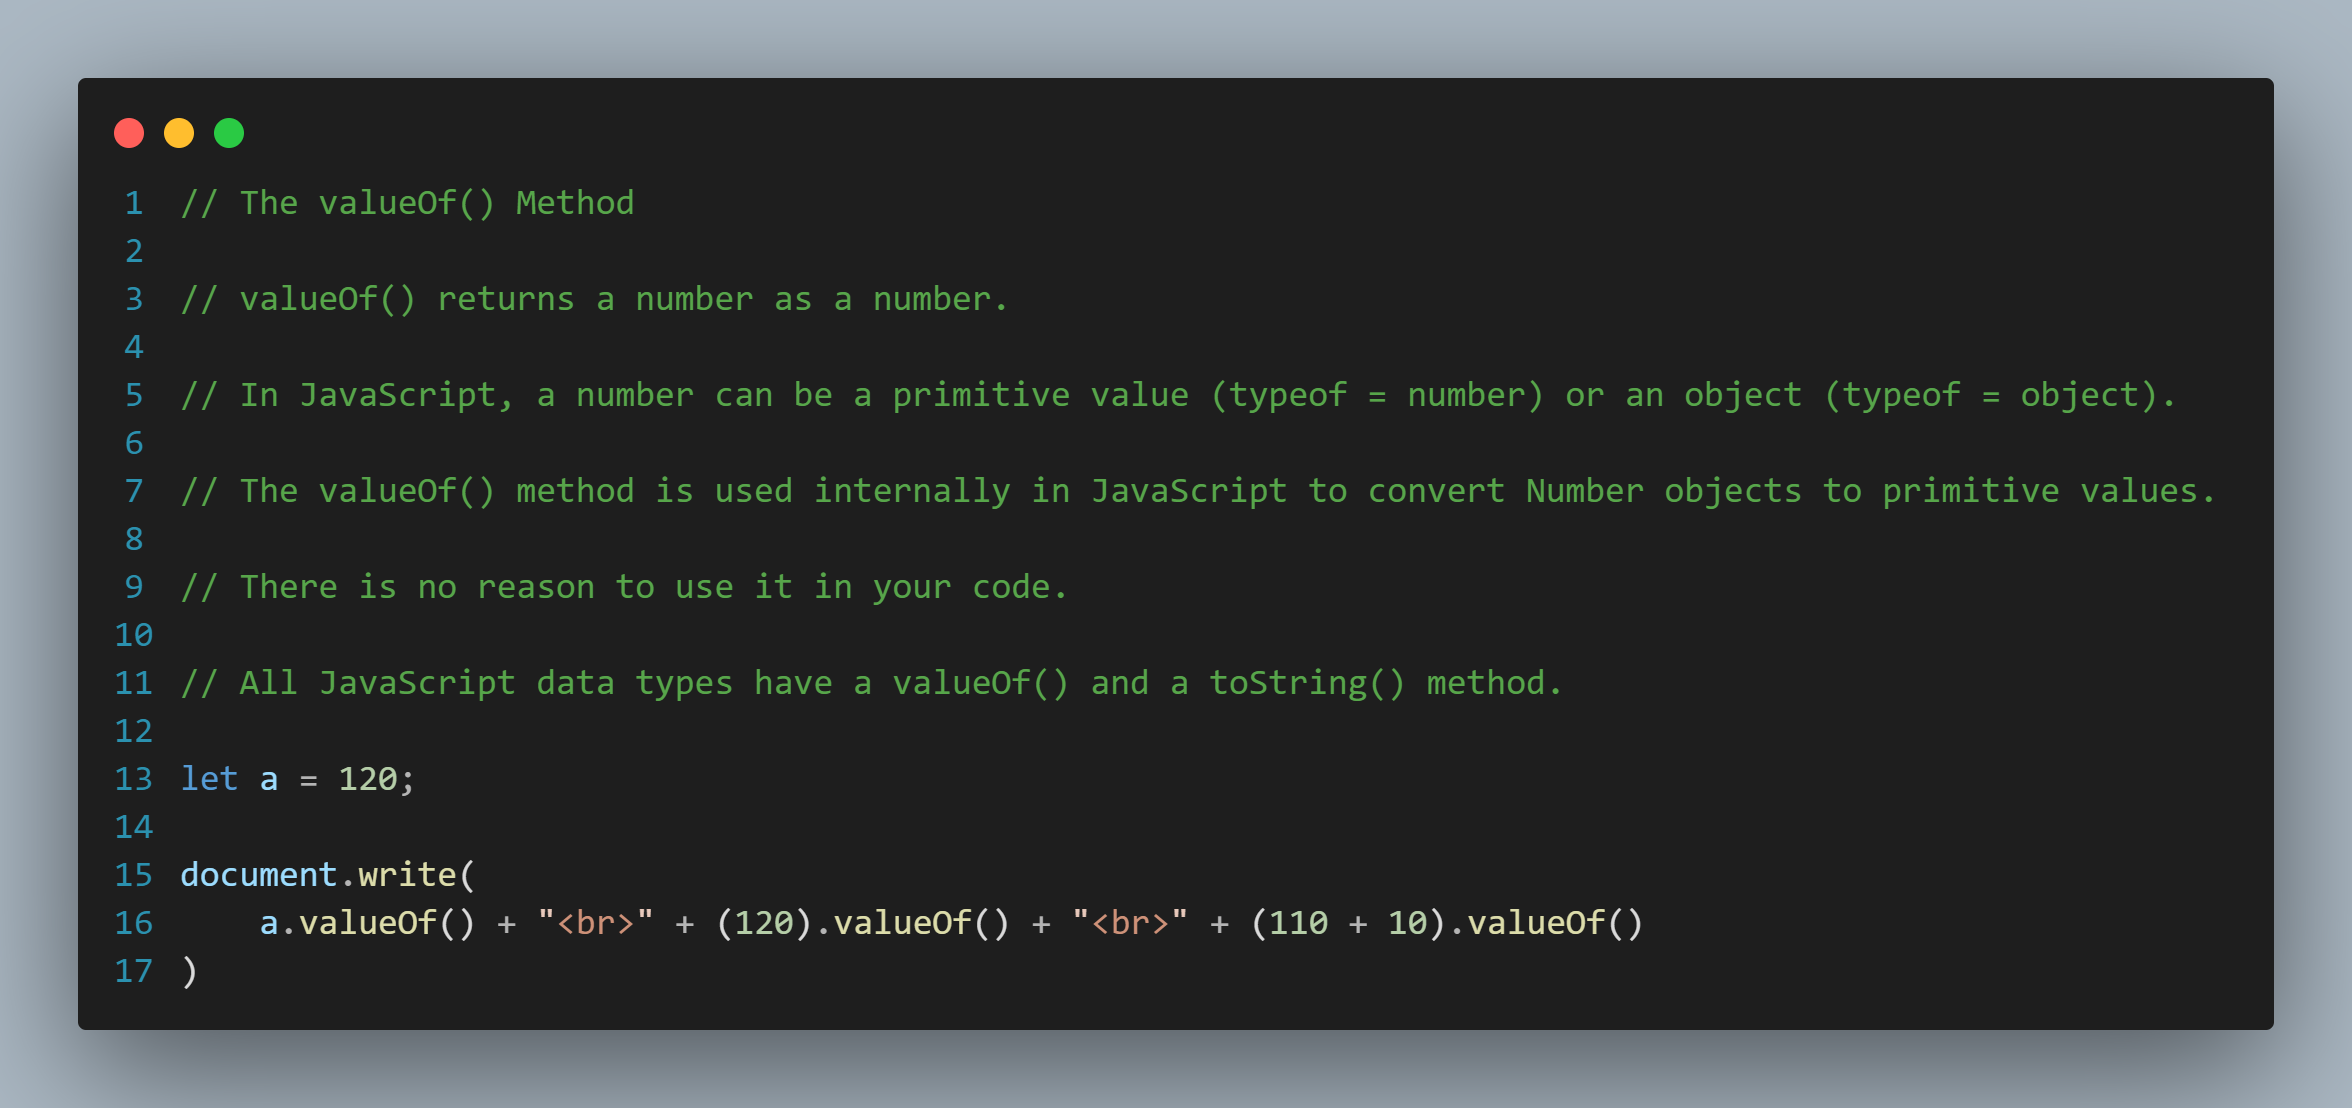 1 // The valueOf() Method
2
3 // valueOf() returns a number as a number.
4
5 // In JavaScript, a number can be a primitive value (typeof = number) or an object (typeof = object).
6
7 // The valueOf() method is used internally in JavaScript to convert Number objects to primitive values.
8
9 // There is no reason to use it in your code.
10
11 // All JavaScript data types have a valueOf() and a toString() method.
12
13 let a = 120;
14
15 document.write(
16     a.valueOf() + "<br>" + (120).valueOf() + "<br>" + (110 + 10).valueOf()
17 )